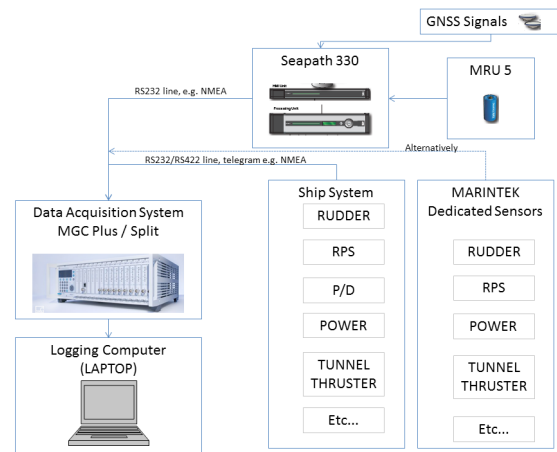 GNSS Signals
Seapath 330
MRU 5
RS232 line, e.g. NMEA
Processing Unit
Alternatively
RS232/RS422 line, telegram e.g. NMEA
Data Acquisition System
MGC Plus / Split
Logging Computer
(LAPTOP)
Ship System
RUDDER
RPS
P/D
POWER
TUNNEL
THRUSTER
Etc...
MARINTEK
Dedicated Sensors
RUDDER
RPS
POWER
TUNNEL
THRUSTER
Etc...